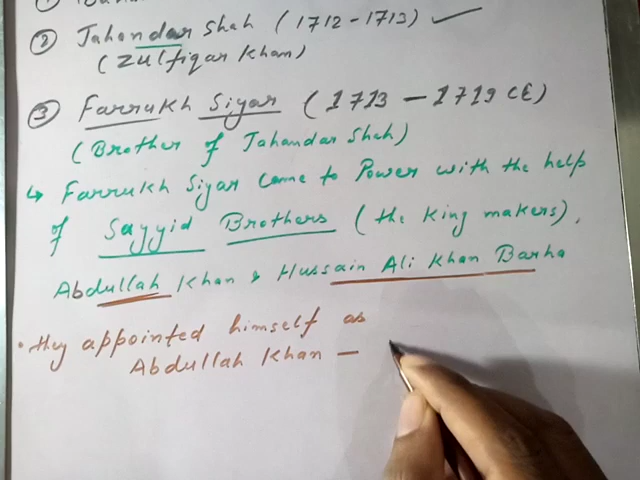 ② Jahandar Shah (1712-1713) ✓
(Zulfiqar Khan)
③ Farrukh Siyar (1713 – 1719 CE)
(Brother of Jahandar Shah)
↳ Farrukh Siyar came to Power with the help
of Sayyid Brothers (the King makers),
Abdullah Khan & Hussain Ali Khan Barha
• they appointed himself as
Abdullah Khan –